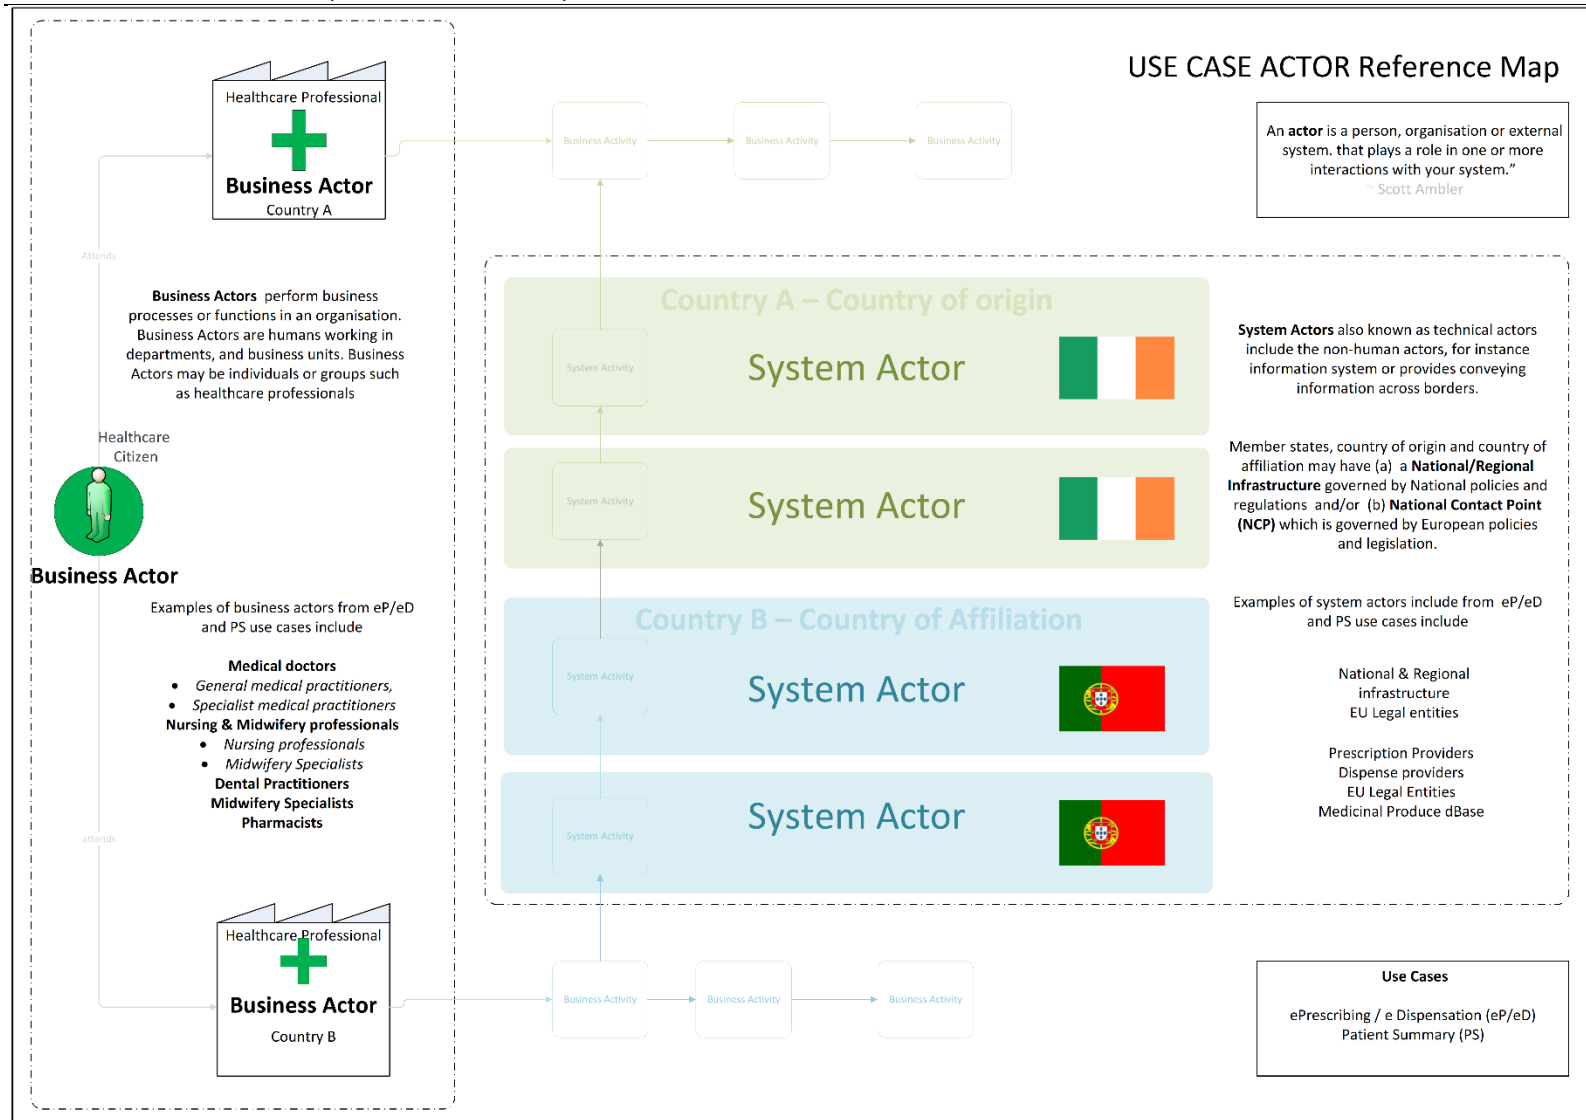 USE CASE ACTOR Reference Map
Healthcare Professional
Business Actor
Country A
Business Activity
Business Activity
Business Activity
An actor is a person, organisation or external
system. that plays a role in one or more
interactions with your system.”
~ Scott Ambler
Attends
Business Actors perform business
processes or functions in an organisation.
Business Actors are humans working in
departments, and business units. Business
Actors may be individuals or groups such
as healthcare professionals
Healthcare
Citizen
Business Actor
Examples of business actors from eP/eD
and PS use cases include
Medical doctors
• General medical practitioners,
• Specialist medical practitioners
Nursing & Midwifery professionals
• Nursing professionals
• Midwifery Specialists
Dental Practitioners
Midwifery Specialists
Pharmacists
attends
Country A – Country of origin
System Activity
System Actor
System Activity
System Actor
Country B – Country of Affiliation
System Activity
System Actor
System Activity
System Actor
System Actors also known as technical actors
include the non-human actors, for instance
information system or provides conveying
information across borders.
Member states, country of origin and country of
affiliation may have (a) a National/Regional
Infrastructure governed by National policies and
regulations and/or (b) National Contact Point
(NCP) which is governed by European policies
and legislation.
Examples of system actors include from eP/eD
and PS use cases include
National & Regional
infrastructure
EU Legal entities
Prescription Providers
Dispense providers
EU Legal Entities
Medicinal Produce dBase
Healthcare Professional
Business Actor
Country B
Business Activity
Business Activity
Business Activity
Use Cases
ePrescribing / e Dispensation (eP/eD)
Patient Summary (PS)